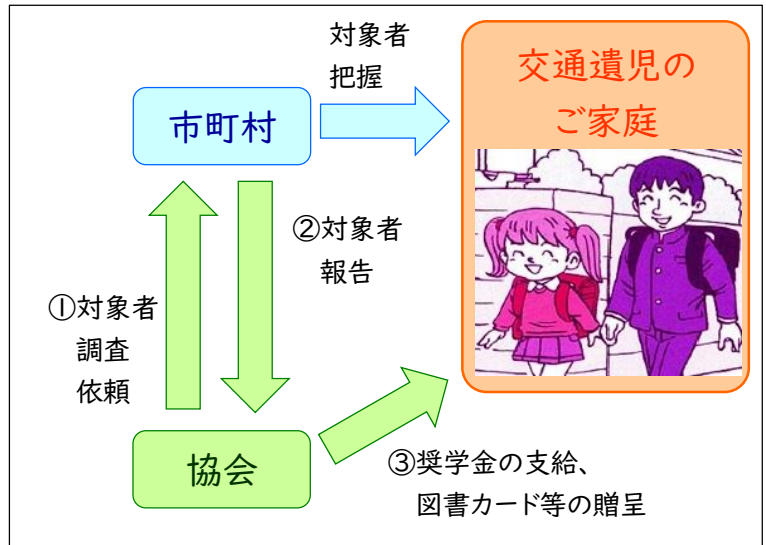 対象者
把握
交通遺児の
ご家庭
市町村
②対象者
報告
①対象者
調査
依頼
協会
③奨学金の支給、
図書カード等の贈呈